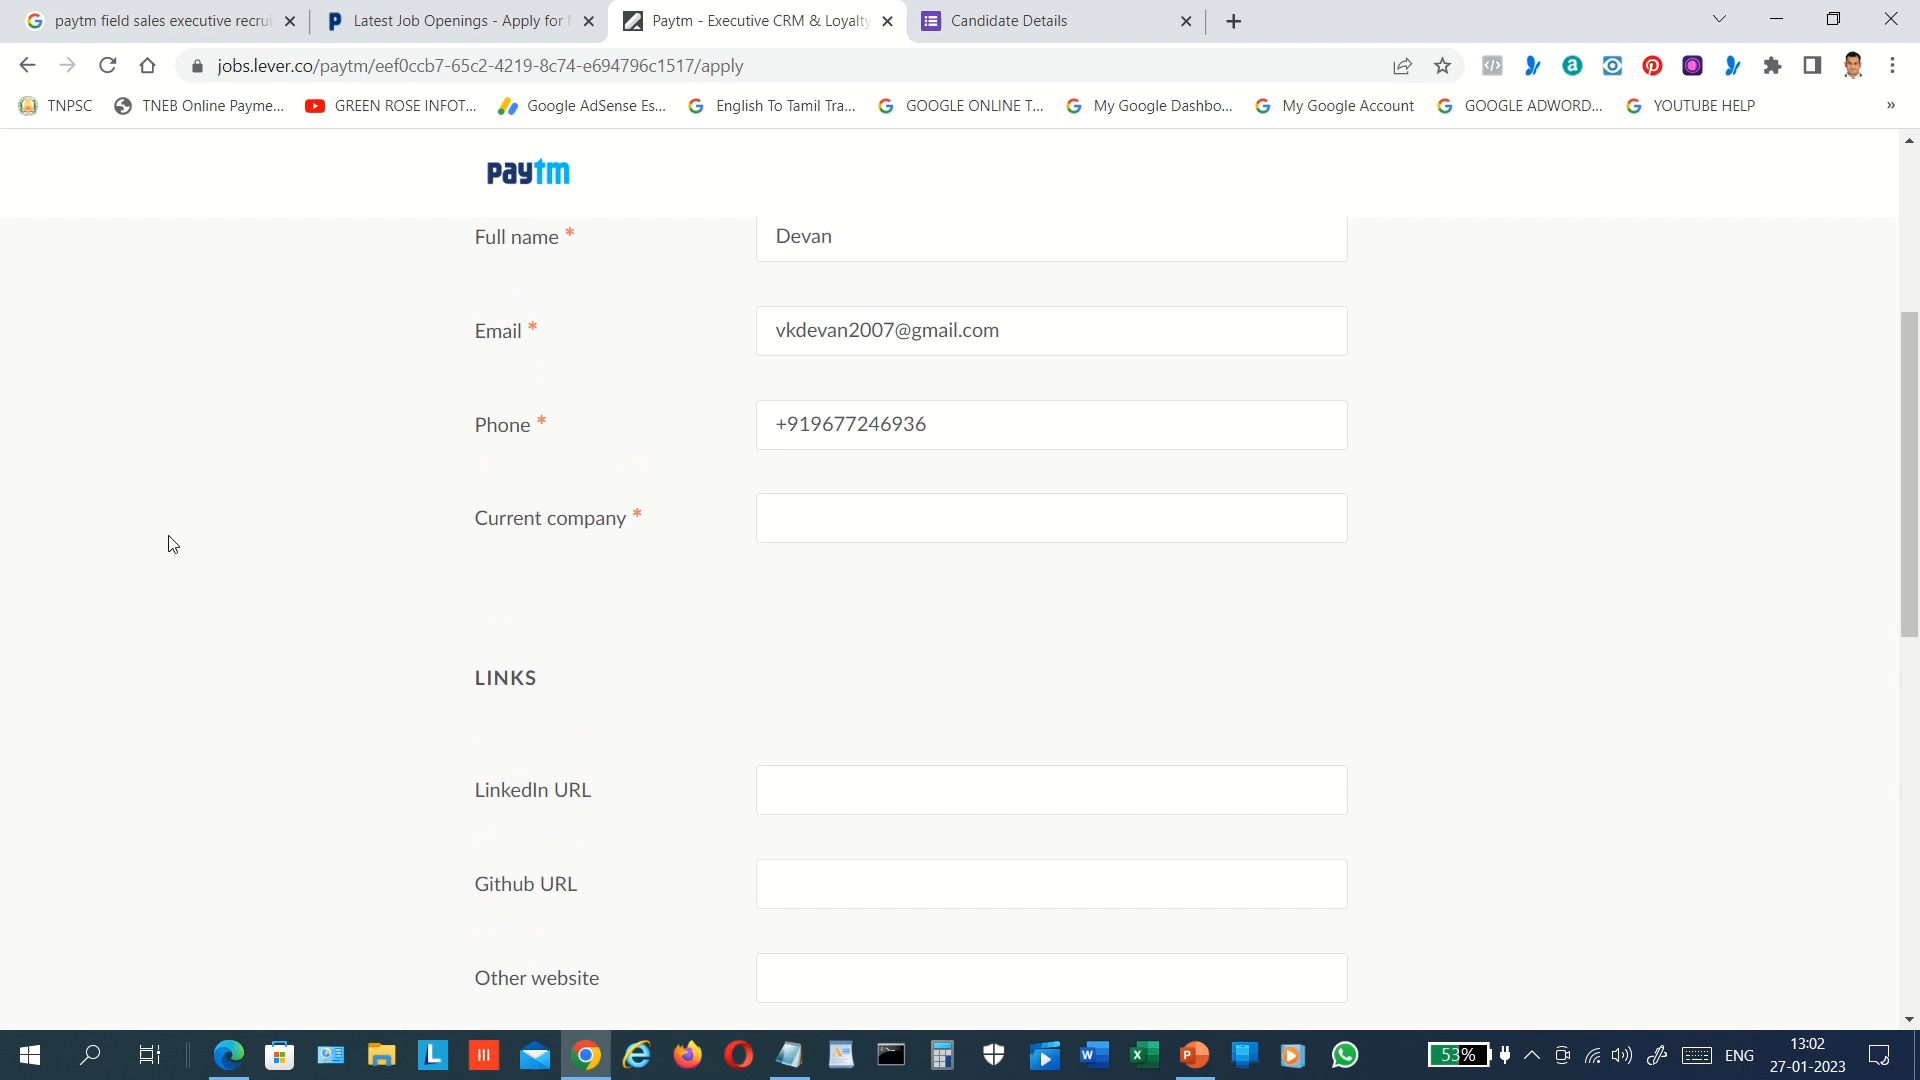 paytm field sales executive recrui
Latest Job Openings - Apply for
Paytm - Executive CRM & Loyalty
Candidate Details
jobs.lever.co/paytm/eef0ccb7-65c2-4219-8c74-e694796c1517/apply
TNPSC
TNEB Online Payme...
GREEN ROSE INFOT...
Google AdSense Es...
English To Tamil Tra...
GOOGLE ONLINE T...
My Google Dashbo...
My Google Account
GOOGLE ADWORD...
YOUTUBE HELP
»
paytm
Full name *
Devan
Email *
vkdevan2007@gmail.com
Phone *
+919677246936
Current company *
LINKS
LinkedIn URL
Github URL
Other website
53%
ENG
13:02
27-01-2023